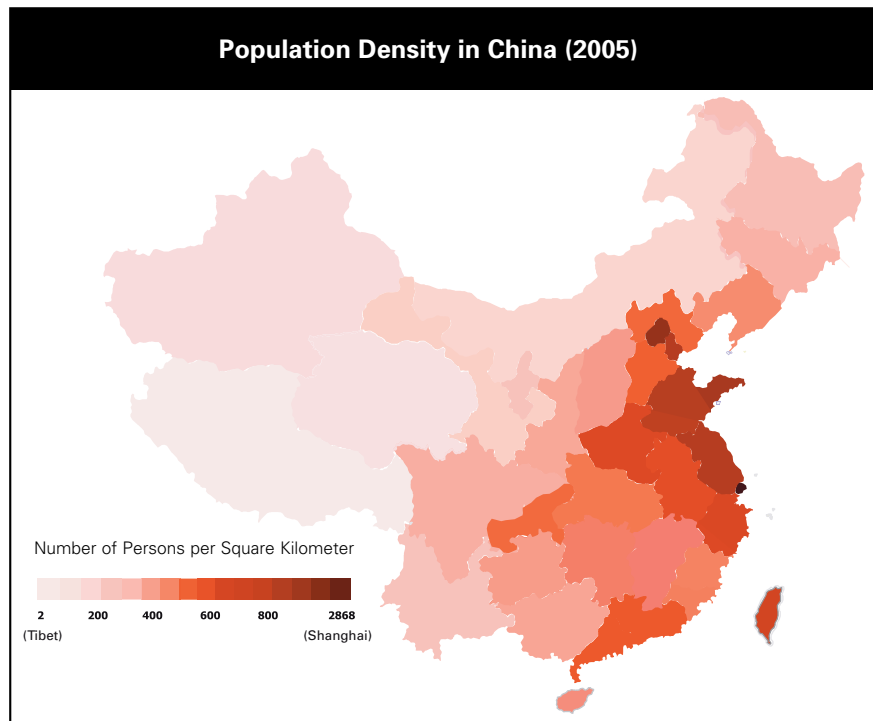 Population Density in China (2005)
Number of Persons per Square Kilometer
2 200 400 600 800 2868
(Tibet) (Shanghai)